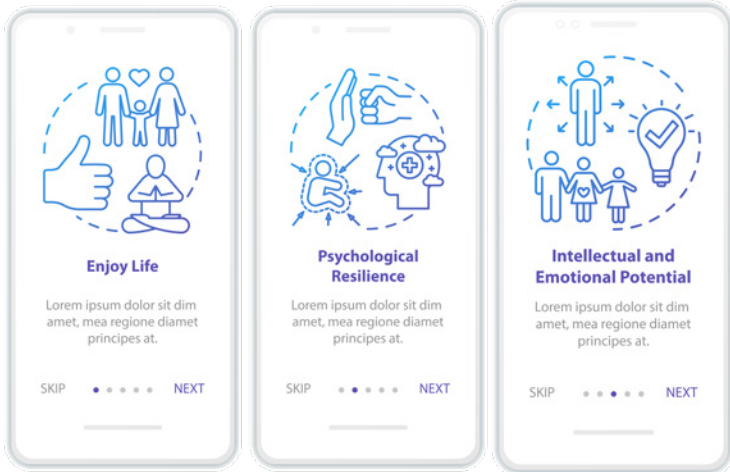 Enjoy Life
Lorem ipsum dolor sit dim
amet, mea regione diamet
principes at.
SKIP
NEXT
Psychological
Resilience
Lorem ipsum dolor sit dim
amet, mea regione diamet
principes at.
SKIP
NEXT
Intellectual and
Emotional Potential
Lorem ipsum dolor sit dim
amet, mea regione diamet
principes at.
SKIP
NEXT